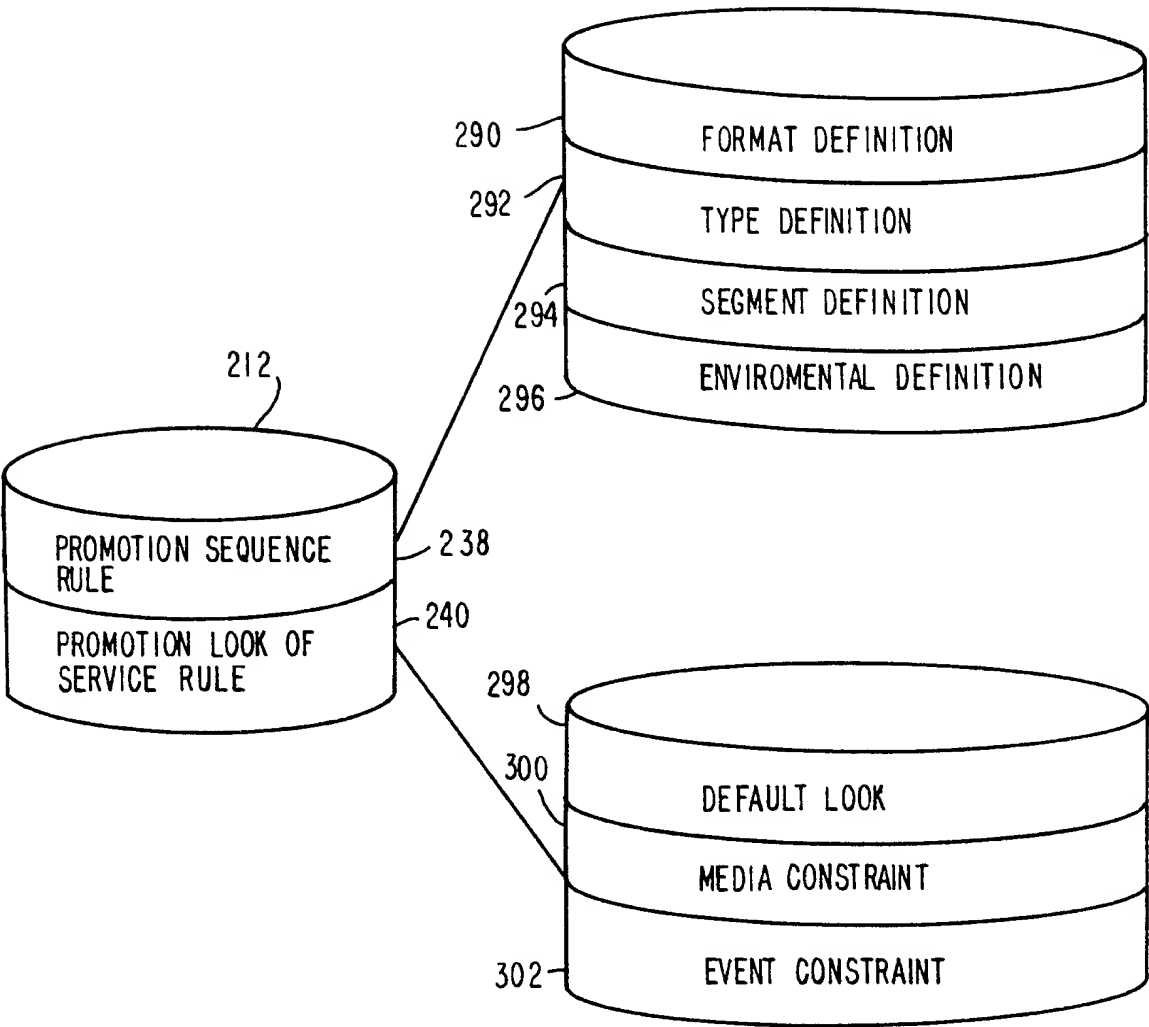 290
FORMAT DEFINITION
292
TYPE DEFINITION
294
SEGMENT DEFINITION
296
ENVIROMENTAL DEFINITION
212
PROMOTION SEQUENCE
RULE
238
PROMOTION LOOK OF
SERVICE RULE
240
298
DEFAULT LOOK
300
MEDIA CONSTRAINT
302
EVENT CONSTRAINT